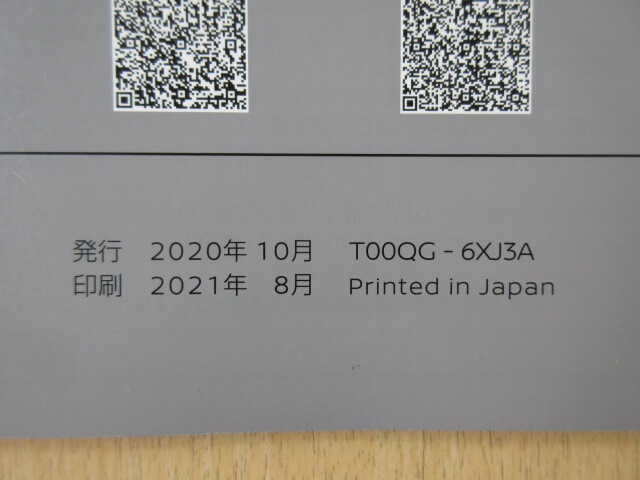 発行 2020年 10月 T00QG - 6XJ3A
印刷 2021年 8月 Printed in Japan